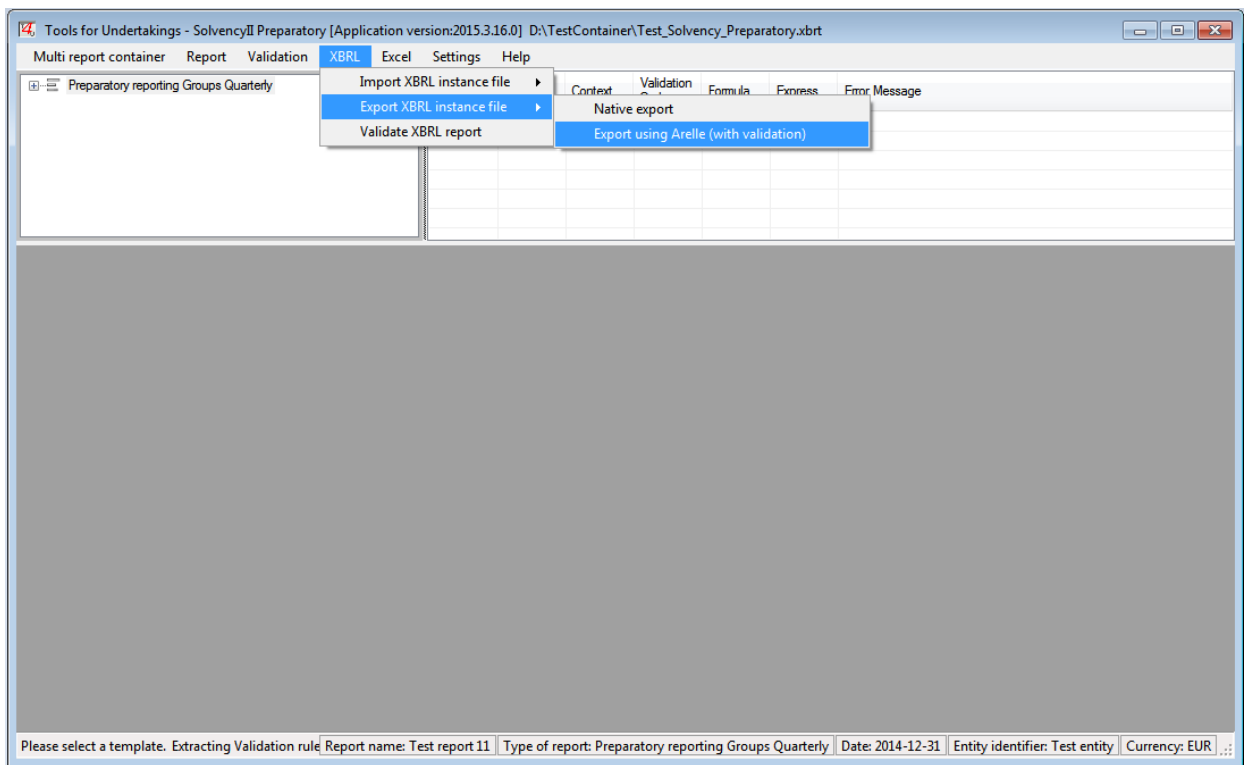 Tools for Undertakings - SolvencyII Preparatory [Application version:2015.3.16.0] D:\TestContainer\Test_Solvency_Preparatory.xbrt
Multi report container Report Validation XBRL Excel Settings Help
Preparatory reporting Groups Quarterly
Import XBRL instance file
Export XBRL instance file
Validate XBRL report
Context Validation Formula Express Error Message
Native export
Export using Arelle (with validation)
Please select a template. Extracting Validation rule Report name: Test report 11 Type of report: Preparatory reporting Groups Quarterly Date: 2014-12-31 Entity identifier: Test entity Currency: EUR